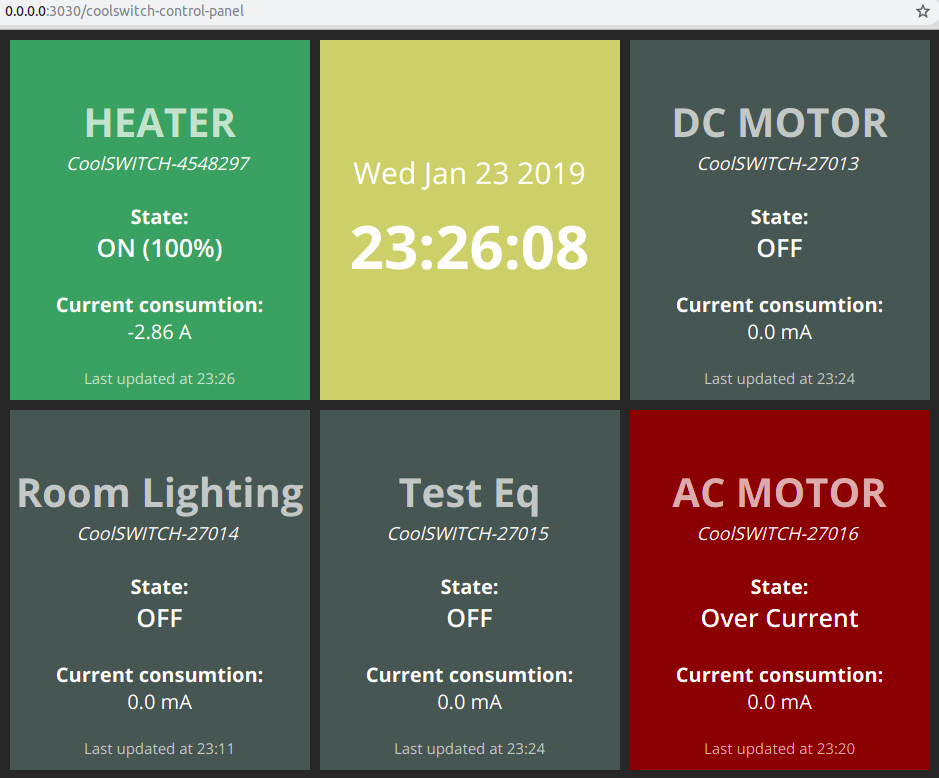 0.0.0.0:3030/coolswitch-control-panel
HEATER
CoolSWITCH-4548297
State:
ON (100%)
Current consumtion:
-2.86 A
Last updated at 23:26
Wed Jan 23 2019
23:26:08
DC MOTOR
CoolSWITCH-27013
State:
OFF
Current consumtion:
0.0 mA
Last updated at 23:24
Room Lighting
CoolSWITCH-27014
State:
OFF
Current consumtion:
0.0 mA
Last updated at 23:11
Test Eq
CoolSWITCH-27015
State:
OFF
Current consumtion:
0.0 mA
Last updated at 23:24
AC MOTOR
CoolSWITCH-27016
State:
Over Current
Current consumtion:
0.0 mA
Last updated at 23:20